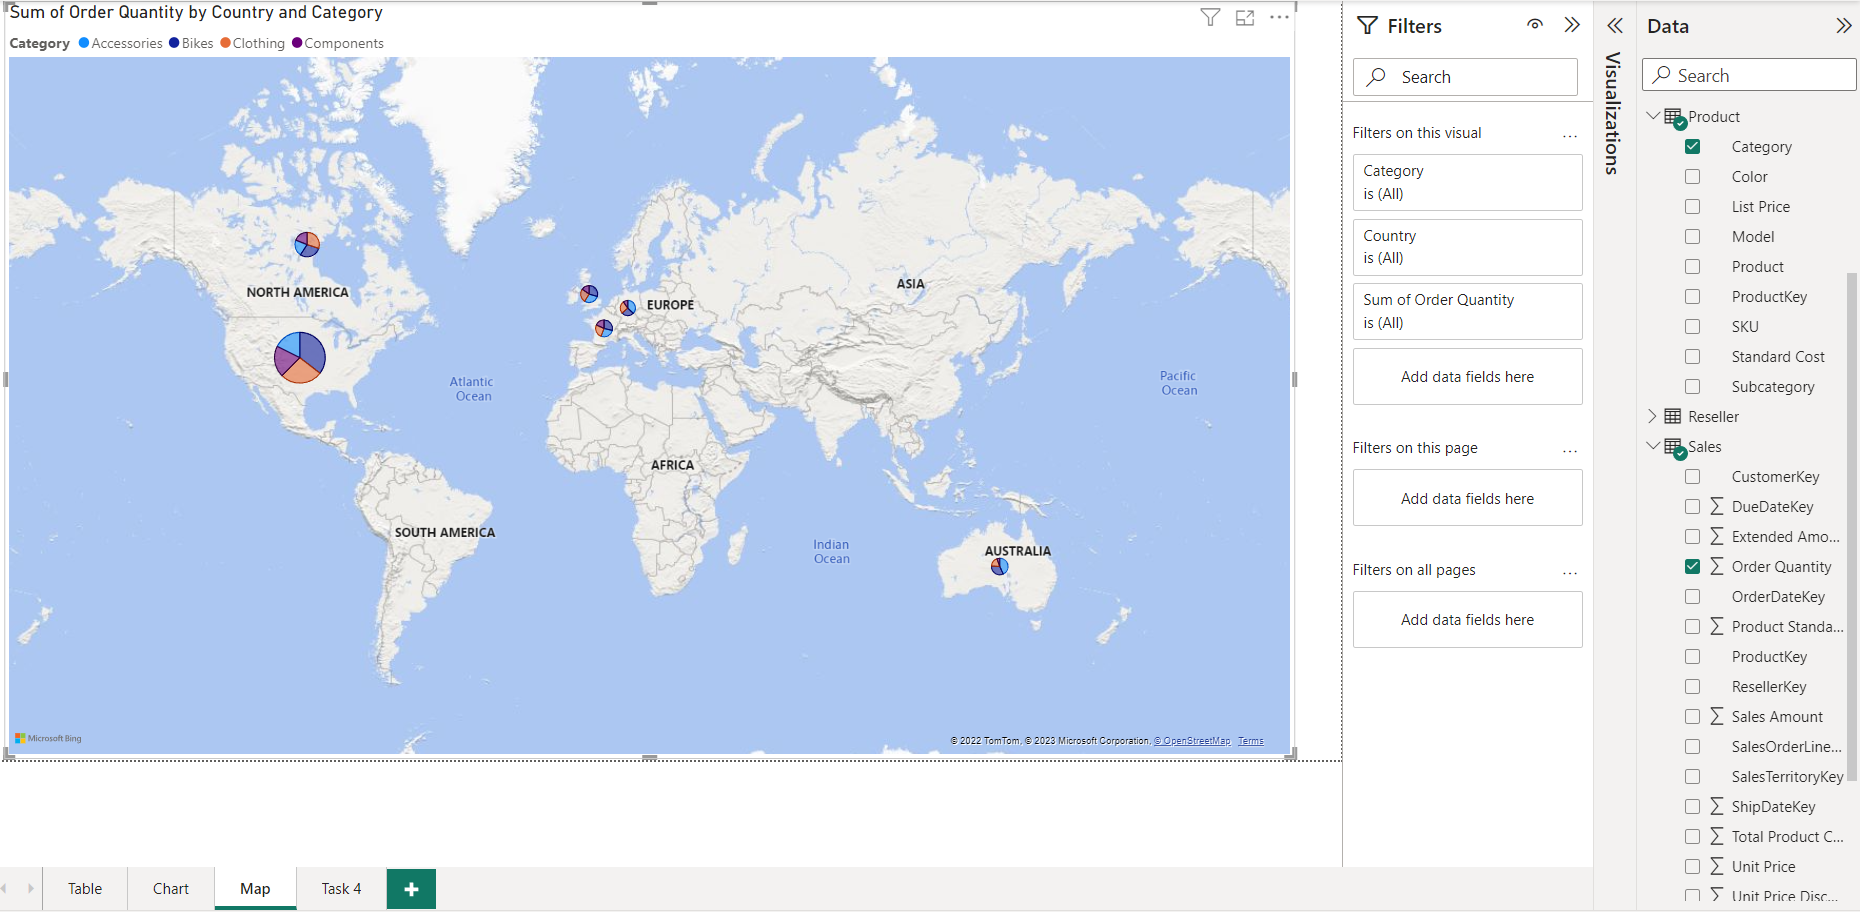 Sum of Order Quantity by Country and Category
Category Accessories Bikes Clothing Components
NORTH AMERICA
EUROPE
ASIA
Atlantic
Ocean
Pacific
Ocean
AFRICA
SOUTH AMERICA
Indian
Ocean
AUSTRALIA
Microsoft Bing
© 2022 TomTom, © 2023 Microsoft Corporation, © OpenStreetMap Terms
Table
Chart
Map
Task 4
+
Filters
Search
Filters on this visual ...
Category
is (All)
Country
is (All)
Sum of Order Quantity
is (All)
Add data fields here
Filters on this page ...
Add data fields here
Filters on all pages ...
Add data fields here
Visualizations
Data
Search
Product
Category
Color
List Price
Model
Product
ProductKey
SKU
Standard Cost
Subcategory
Reseller
Sales
CustomerKey
∑ DueDateKey
∑ Extended Amo...
∑ Order Quantity
OrderDateKey
∑ Product Standa...
ProductKey
ResellerKey
∑ Sales Amount
SalesOrderLine...
SalesTerritoryKey
∑ ShipDateKey
∑ Total Product C...
∑ Unit Price
∑ Unit Price Disc...